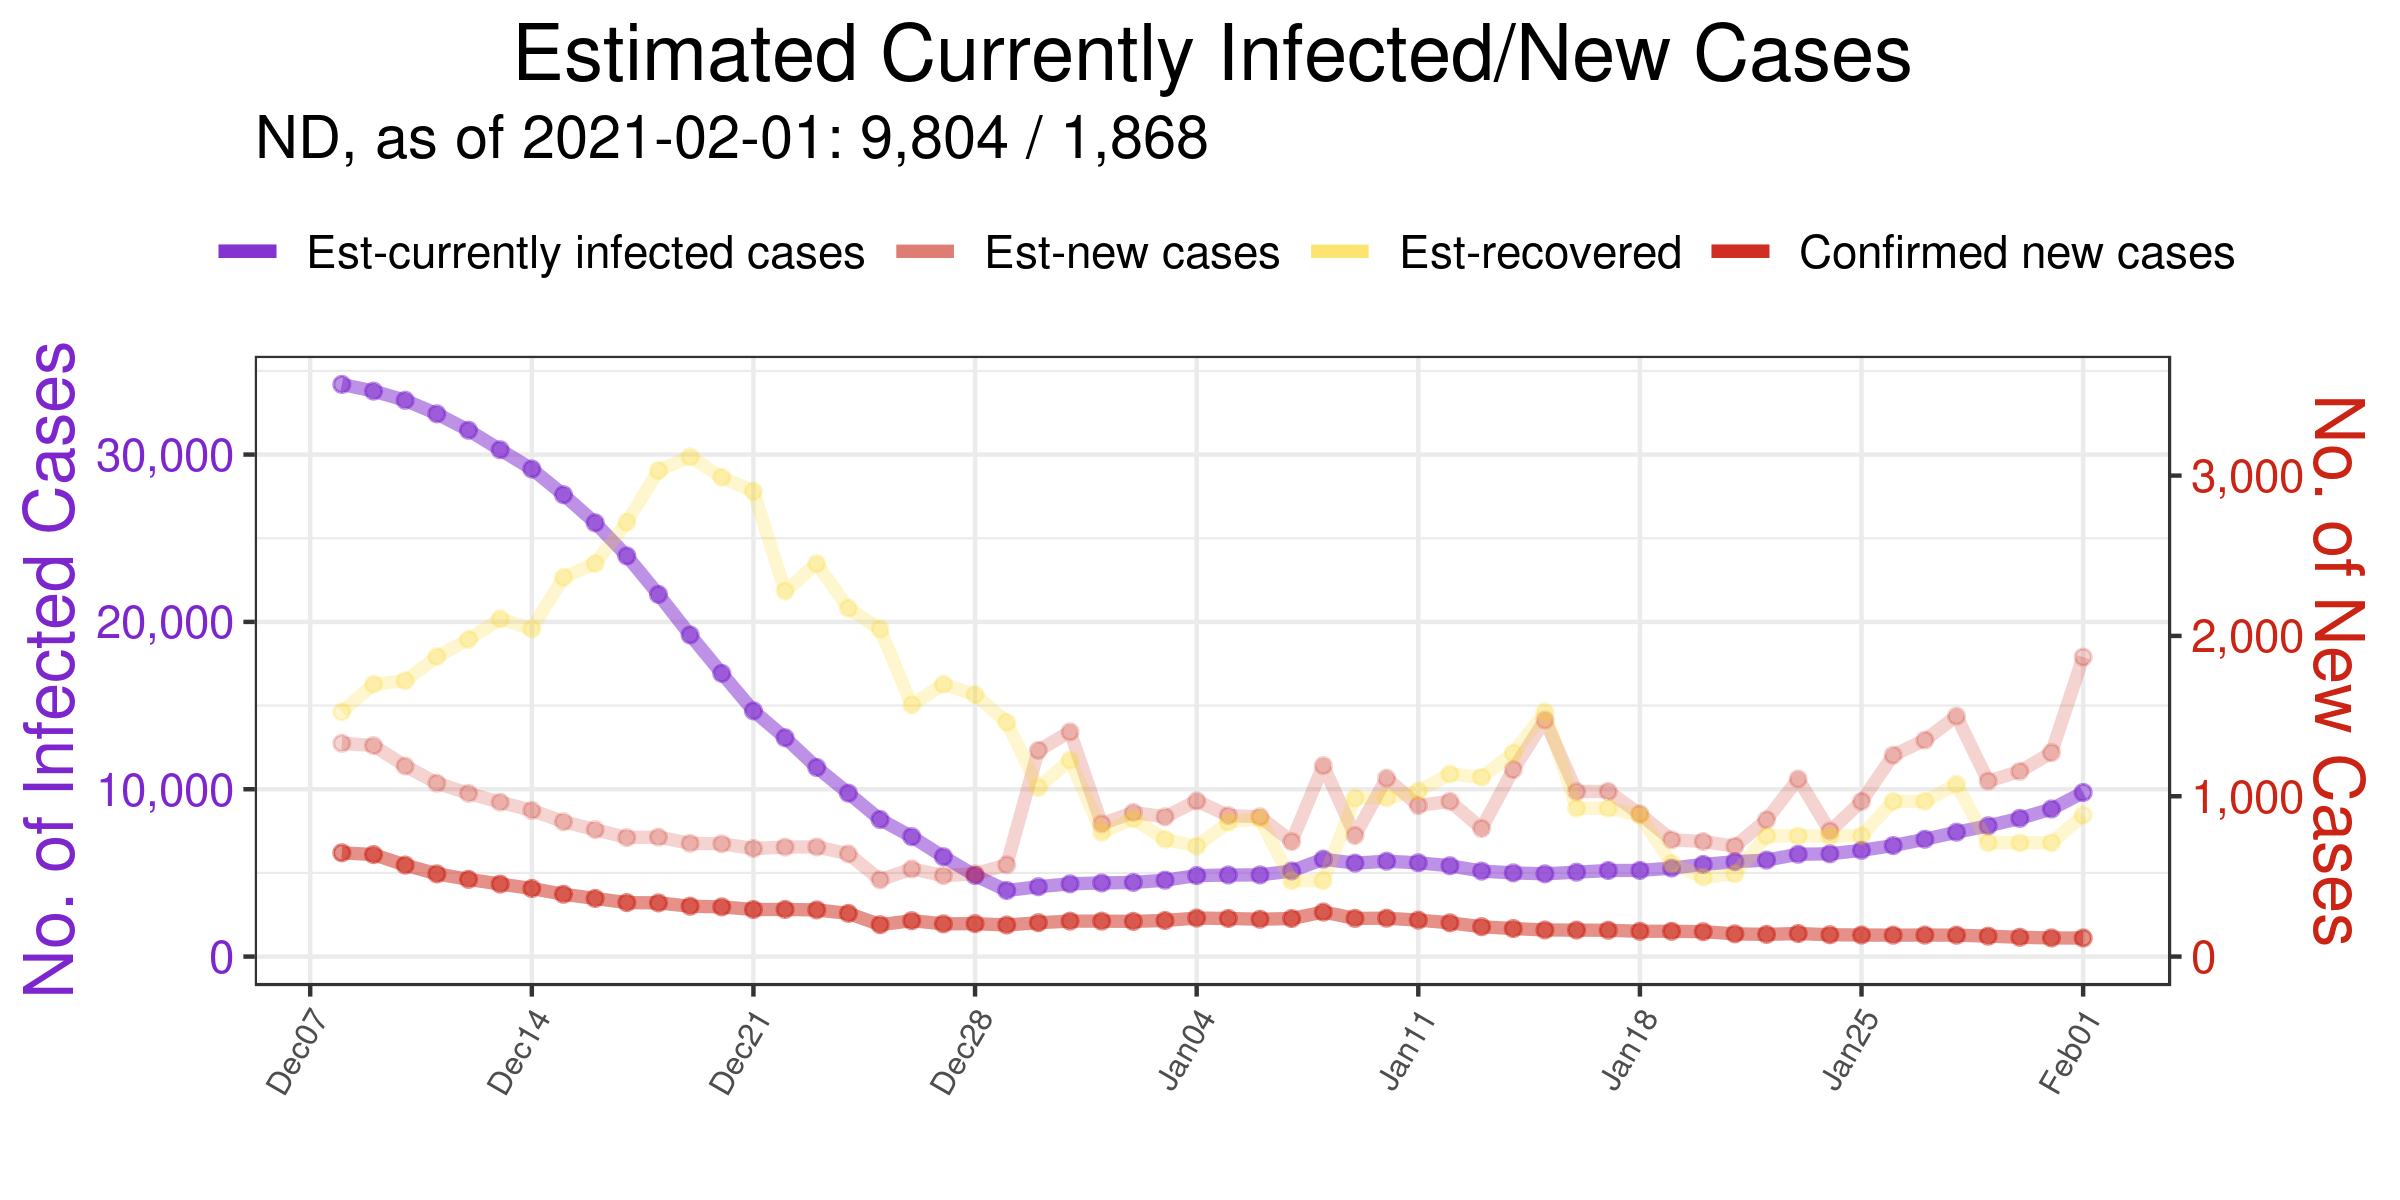 Estimated Currently Infected/New Cases
ND, as of 2021-02-01: 9,804 / 1,868
Est-currently infected cases Est-new cases Est-recovered Confirmed new cases
No. of Infected Cases
30,000
20,000
10,000
0
3,000
2,000
1,000
0
No. of New Cases
Dec07 Dec14 Dec21 Dec28 Jan04 Jan11 Jan18 Jan25 Feb01